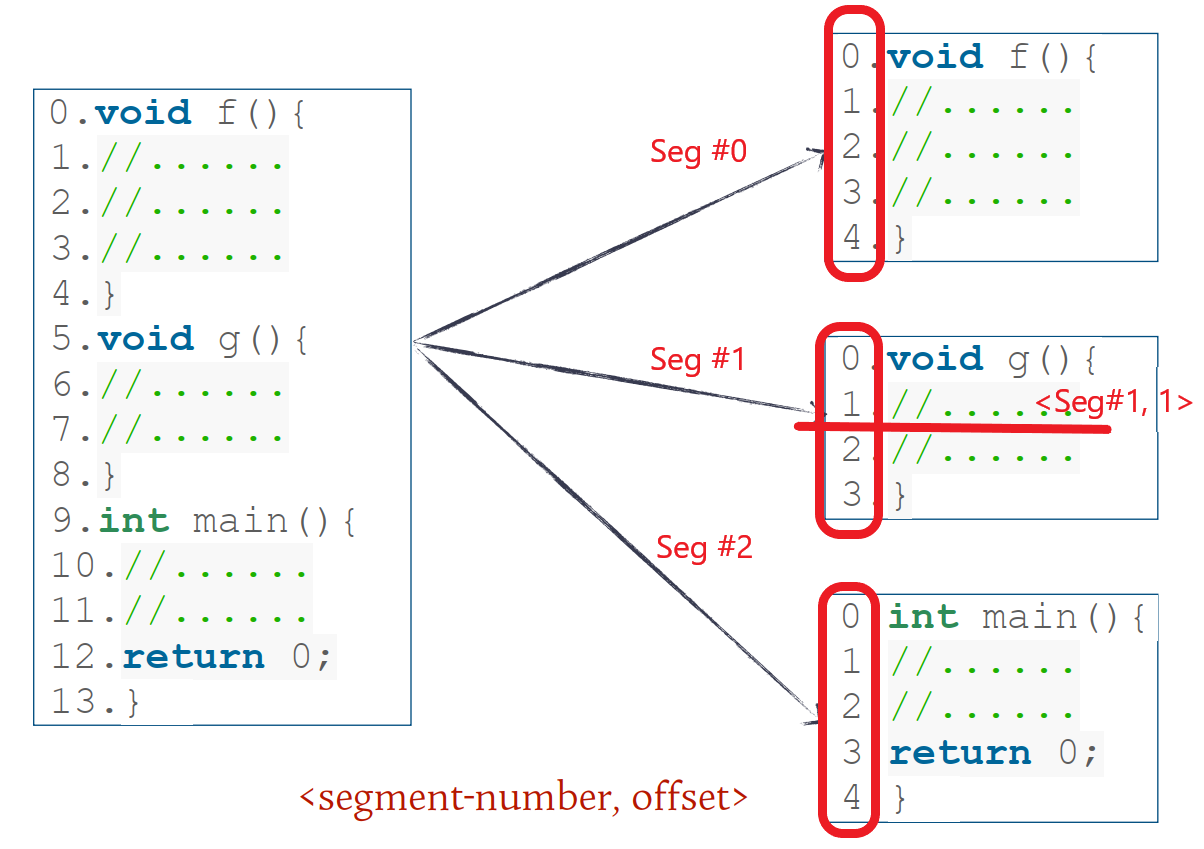 0.void f(){
1.//......
2.//......
3.//......
4.}
5.void g(){
6.//......
7.//......
8.}
9.int main(){
10.//......
11.//......
12.return 0;
13.}
Seg #0
Seg #1
Seg #2
0.void f(){
1.//......
2.//......
3.//......
4.}
0.void g(){
1.//......
<Seg#1, 1>
2.//......
3.}
0 int main(){
1 //......
2 //......
3 return 0;
4 }
<segment-number, offset>